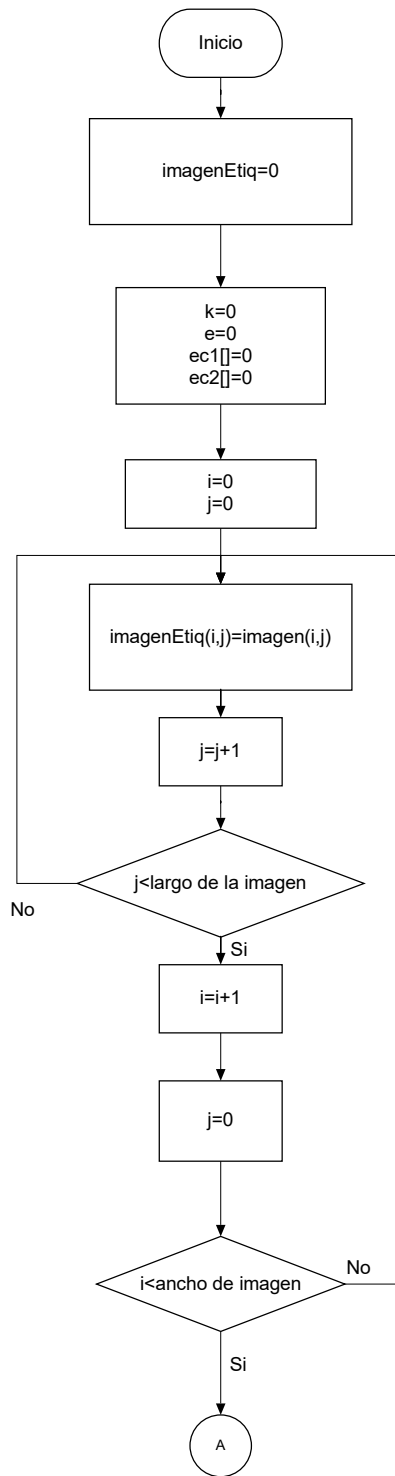 Inicio
imagenEtiq=0
k=0
e=0
ec1[]=0
ec2[]=0
i=0
j=0
imagenEtiq(i,j)=imagen(i,j)
j=j+1
j<largo de la imagen
No
Si
i=i+1
j=0
i<ancho de imagen
No
Si
A